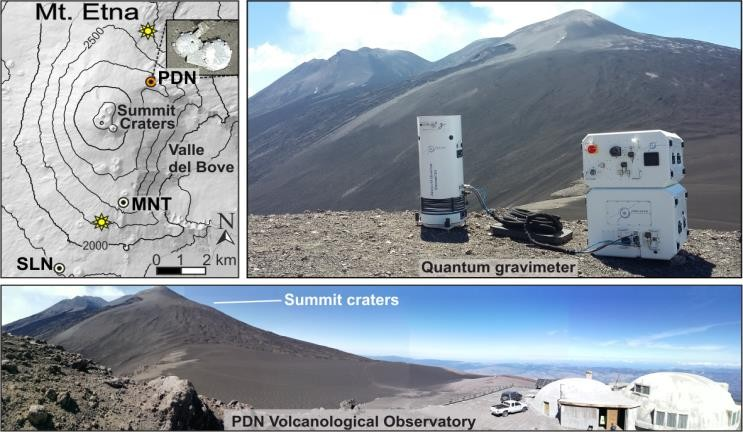 Mt. Etna
2500
PDN
Summit
Craters
Valle
del Bove
MNT
N
2000
0 1 2 km
SLN
Quantum gravimeter
Summit craters
PDN Volcanological Observatory